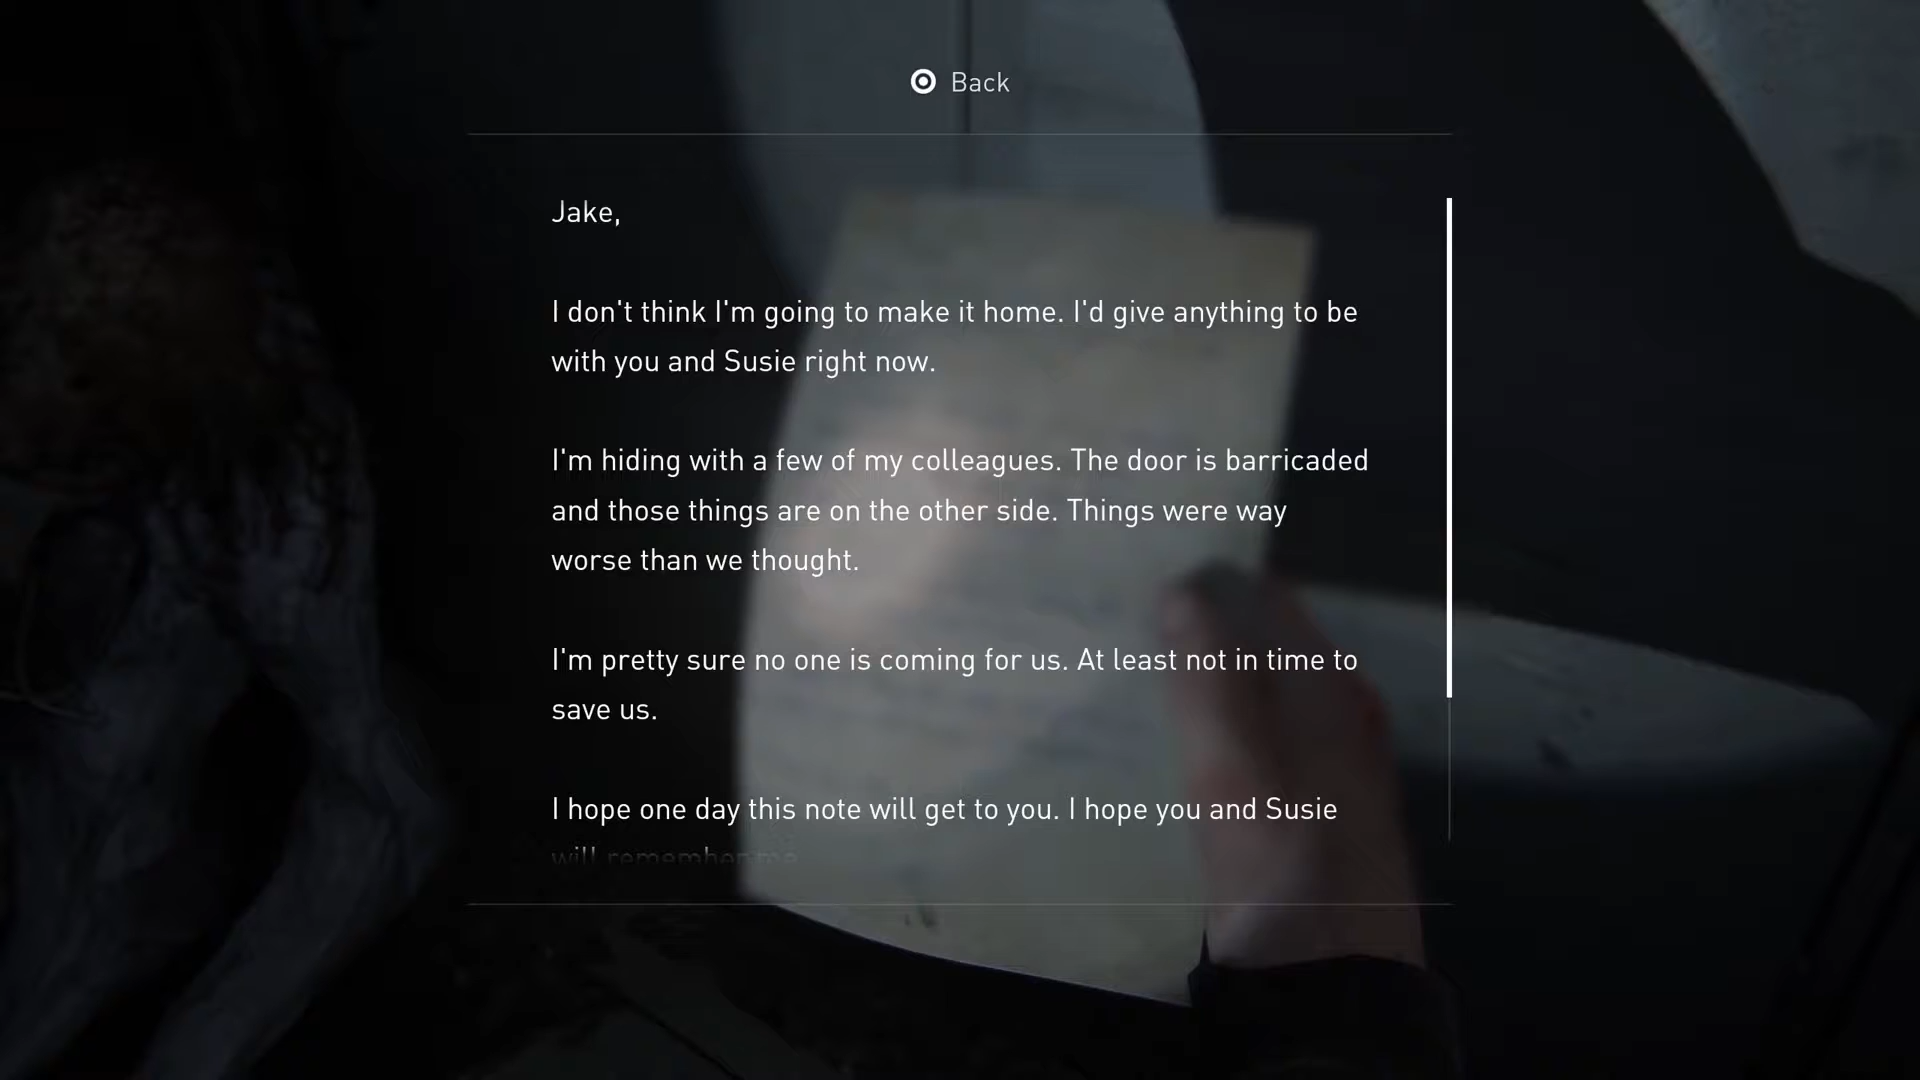 Back
Jake,
I don't think I'm going to make it home. I'd give anything to be
with you and Susie right now.
I'm hiding with a few of my colleagues. The door is barricaded
and those things are on the other side. Things were way
worse than we thought.
I'm pretty sure no one is coming for us. At least not in time to
save us.
I hope one day this note will get to you. I hope you and Susie
will remember me